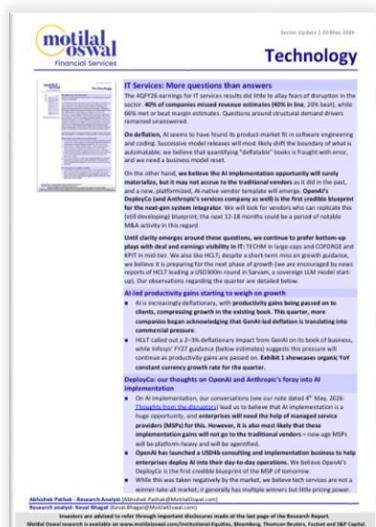 Sector Update | 20 May 2026
motilal
oswal
Financial Services
Technology
IT Services: More questions than answers
The 4QFY26 earnings for IT services results did little to allay fears of disruption in the
sector. 40% of companies missed revenue estimates (40% in line, 20% beat), while
66% met or beat margin estimates. Questions around structural demand drivers
remained unanswered.
On deflation, AI seems to have found its product-market fit in software engineering
and coding. Successive model releases will most likely shift the boundary of what is
automatable; we believe that quantifying "deflatable" books is fraught with error,
and we need a business model reset.
On the other hand, we believe the AI implementation opportunity will surely
materialize, but it may not accrue to the traditional vendors as it did in the past,
and a new, platformized, AI-native vendor template will emerge. OpenAI's
DeployCo (and Anthropic's services company as well) is the first credible blueprint
for the next-gen system integrator. We will look for vendors who can replicate this
(still developing) blueprint; the next 12-18 months could be a period of notable
M&A activity in this regard.
Until clarity emerges around these questions, we continue to prefer bottom-up
plays with deal and earnings visibility in IT: TECHM in large-caps and COFORGE and
KPIT in mid-tier. We also like HCLT; despite a short-term miss on growth guidance,
we believe it is preparing for the next phase of growth (we are encouraged by news
reports of HCLT leading a USD300m round in Sarvam, a sovereign LLM model start-
up). Our observations regarding the quarter are detailed below.
AI-led productivity gains starting to weigh on growth
AI is increasingly deflationary, with productivity gains being passed on to
clients, compressing growth in the existing book. This quarter, more
companies began acknowledging that GenAI-led deflation is translating into
commercial pressure.
HCLT called out a 2–3% deflationary impact from GenAI on its book of business,
while Infosys' FY27 guidance (below estimates) suggests this pressure will
continue as productivity gains are passed on. Exhibit 1 showcases organic YoY
constant currency growth rate for the quarter.
DeployCo: our thoughts on OpenAI and Anthropic's foray into AI
implementation
On AI implementation, our conversations (see our note dated 4th May, 2026:
Thoughts from the disruptors) lead us to believe that AI implementation is a
huge opportunity, and enterprises will need the help of managed service
providers (MSPs) for this. However, it is also most likely that these
implementation gains will not go to the traditional vendors – new-age MSPs
will be platform-heavy and will be agentified.
OpenAI has launched a USD4b consulting and implementation business to help
enterprises deploy AI into their day-to-day operations. We believe OpenAI's
DeployCo is the first credible blueprint of the MSP of tomorrow.
While this was taken negatively by the market, we believe tech services are not a
winner take all market; it generally has multiple winners but little pricing power.
Abhishek Pathak - Research Analyst (Abhishek.Pathak@MotilalOswal.com)
Research analyst: Keval Bhagat (Keval.Bhagat@MotilalOswal.com)
Investors are advised to refer through important disclosures made at the last page of the Research Report.
Motilal Oswal research is available on www.motilaloswal.com/Institutional-Equities, Bloomberg, Thomson Reuters, Factset and S&P Capital.